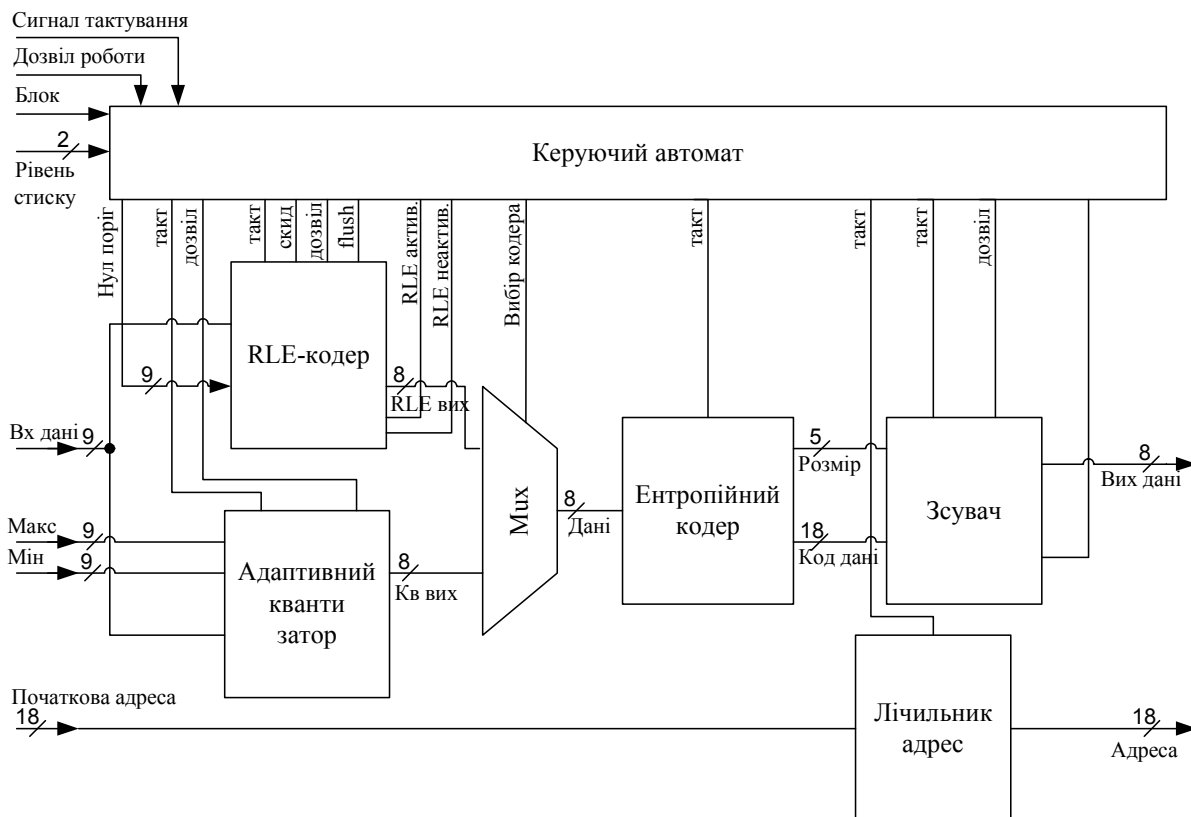 Сигнал тактування
Дозвіл роботи
Блок
2
Рівень
стиску
Керуючий автомат
Нул поріг
такт
дозвіл
такт
скид
дозвіл
flush
RLE актив.
RLE неактив.
Вибір кодера
такт
такт
такт
дозвіл
RLE-кодер
9
8
RLE вих
Вх дані
9
Mux
8
Дані
Ентропійний
кодер
5
Розмір
18
Код дані
Зсувач
8
Вих дані
Макс
9
Мін
9
Адаптивний
кванти
затор
8
Кв вих
Початкова адреса
18
Лічильник
адрес
18
Адреса